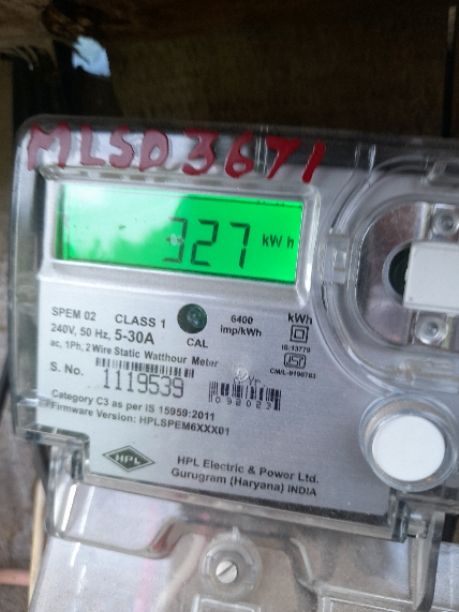 MLSD 3671
327 kWh
SPEM 02 CLASS 1 6400 imp/kWh kWh
240V, 50 Hz, 5-30A CAL
IS-13779
ac, 1Ph, 2 Wire Static Watthour Meter
S. No. 1119539
092023
Category C3 as per IS 15959:2011
Firmware Version: HPLSPEM6XXX01
HPL
HPL Electric & Power Ltd.
Gurugram (Haryana) INDIA